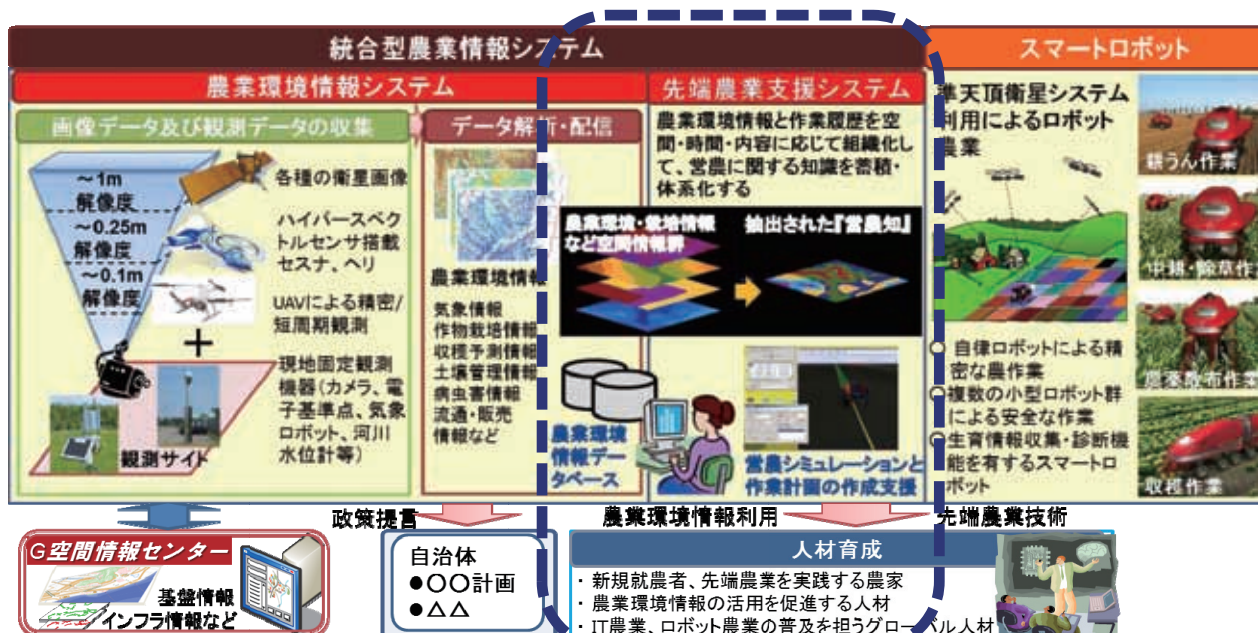 統合型農業情報システム
スマートロボット
農業環境情報システム
先端農業支援システム
画像データ及び観測データの収集
データ解析・配信
～1m
解像度
～0.25m
解像度
～0.1m
解像度
+
観測サイト
各種の衛星画像
ハイパースペク
トルセンサ搭載
セスナ、ヘリ
UAVによる精密/
短周期観測
現地固定観測
機器(カメラ、電
子基準点、気象
ロボット、河川
水位計等)
農業環境情報
気象情報
作物栽培情報
収穫予測情報
土壌管理情報
病虫害情報
流通・販売
情報など
農業環境情報と作業履歴を空
間・時間・内容に応じて組織化し
て、営農に関する知識を蓄積・
体系化する
農業環境・栽培情報
など空間情報群
抽出された『営農知』
農業環境
情報デー
タベース
営農シミュレーションと
作業計画の作成支援
準天頂衛星システム
利用によるロボット
農業
○ 自律ロボットによる精
密な農作業
○複数の小型ロボット群
による安全な作業
○生育情報収集・診断機
能を有するスマートロ
ボット
耕うん作業
中耕・除草作
農薬散布作業
収穫作業
政策提言
農業環境情報利用
先端農業技術
G空間情報センター
基盤情報
インフラ情報など
自治体
●〇〇計画
●△△
人材育成
・ 新規就農者、先端農業を実践する農家
・ 農業環境情報の活用を促進する人材
・ IT農業、ロボット農業の普及を担うグローバル人材